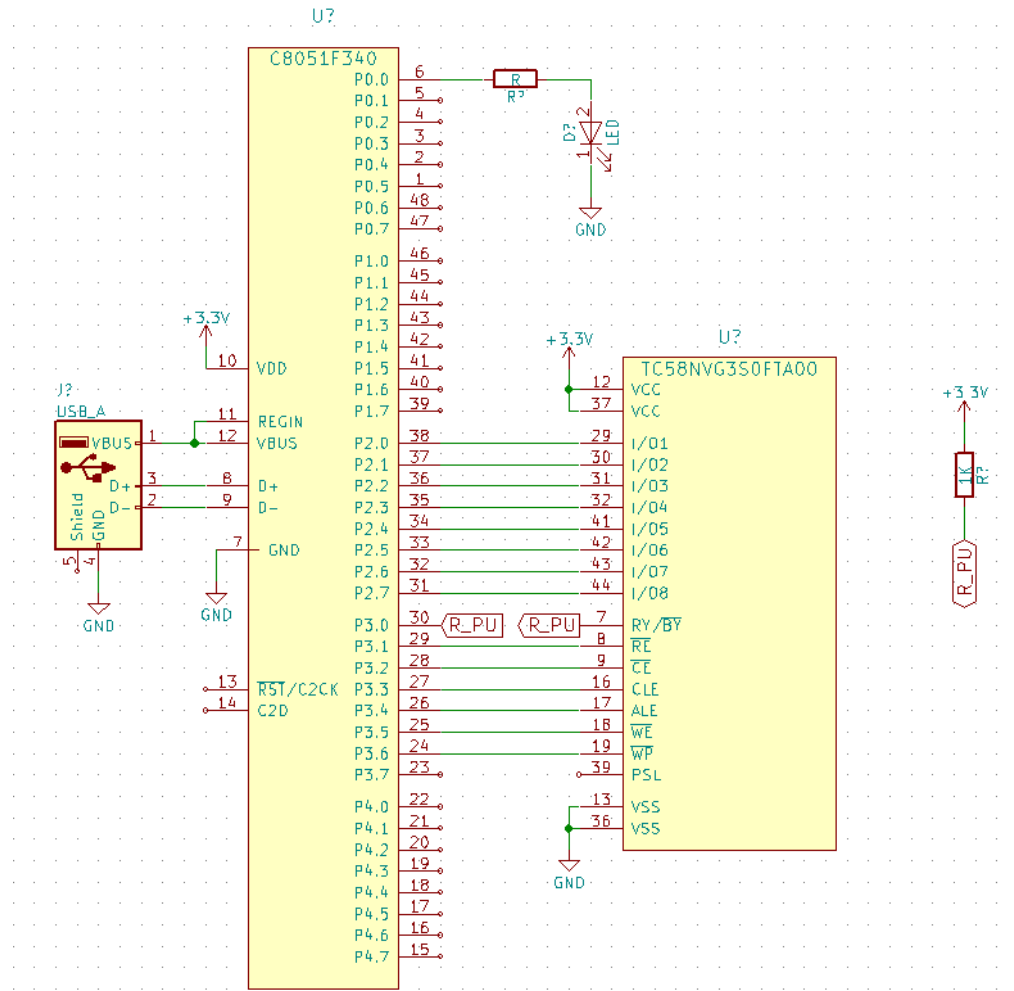 U?
C8051F340
P0.0 6
P0.1 5
P0.2 4
P0.3 3
P0.4 2
P0.5 1
P0.6 48
P0.7 47
P1.0 46
P1.1 45
P1.2 44
P1.3 43
P1.4 42
P1.5 41
P1.6 40
P1.7 39
P2.0 38
P2.1 37
P2.2 36
P2.3 35
P2.4 34
P2.5 33
P2.6 32
P2.7 31
P3.0 30
P3.1 29
P3.2 28
P3.3 27
P3.4 26
P3.5 25
P3.6 24
P3.7 23
P4.0 22
P4.1 21
P4.2 20
P4.3 19
P4.4 18
P4.5 17
P4.6 16
P4.7 15
+3.3V
10 VDD
11 REGIN
12 VBUS
8 D+
9 D-
7 GND
GND
13 RST/C2CK
14 C2D
J?
USB_A
VBUS 1
D+ 3
D- 2
Shield 5
GND 4
GND
R
R?
D?
2
1
LED
GND
R_PU
R_PU
+3.3V
U?
TC58NVG3S0FTA00
12 VCC
37 VCC
29 I/O1
30 I/O2
31 I/O3
32 I/O4
41 I/O5
42 I/O6
43 I/O7
44 I/O8
7 RY/BY
8 RE
9 CE
16 CLE
17 ALE
18 WE
19 WP
39 PSL
13 VSS
36 VSS
GND
+3.3V
1K
R?
R_PU